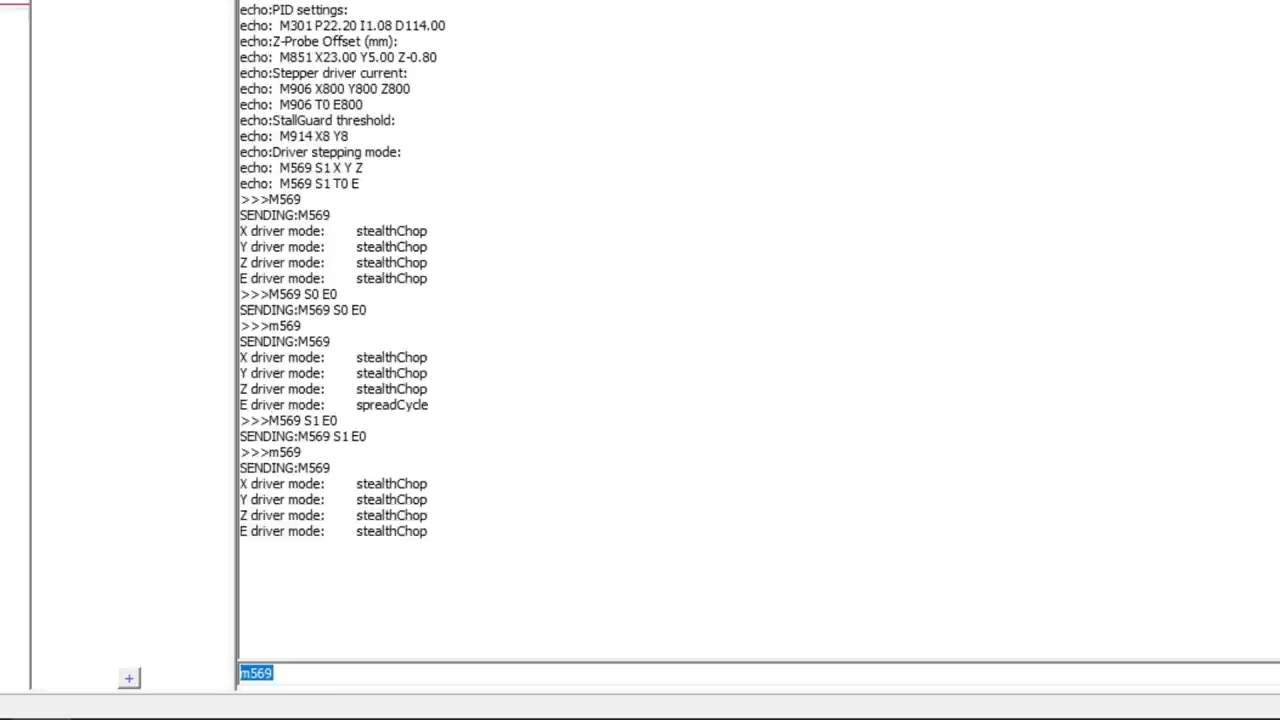 echo:PID settings:
echo:  M301 P22.20 I1.08 D114.00
echo:Z-Probe Offset (mm):
echo:  M851 X23.00 Y5.00 Z-0.80
echo:Stepper driver current:
echo:  M906 X800 Y800 Z800
echo:  M906 T0 E800
echo:StallGuard threshold:
echo:  M914 X8 Y8
echo:Driver stepping mode:
echo:  M569 S1 X Y Z
echo:  M569 S1 T0 E
>>>M569
SENDING:M569
X driver mode:	stealthChop
Y driver mode:	stealthChop
Z driver mode:	stealthChop
E driver mode:	stealthChop
>>>M569 S0 E0
SENDING:M569 S0 E0
>>>m569
SENDING:M569
X driver mode:	stealthChop
Y driver mode:	stealthChop
Z driver mode:	stealthChop
E driver mode:	spreadCycle
>>>M569 S1 E0
SENDING:M569 S1 E0
>>>m569
SENDING:M569
X driver mode:	stealthChop
Y driver mode:	stealthChop
Z driver mode:	stealthChop
E driver mode:	stealthChop
m569
+